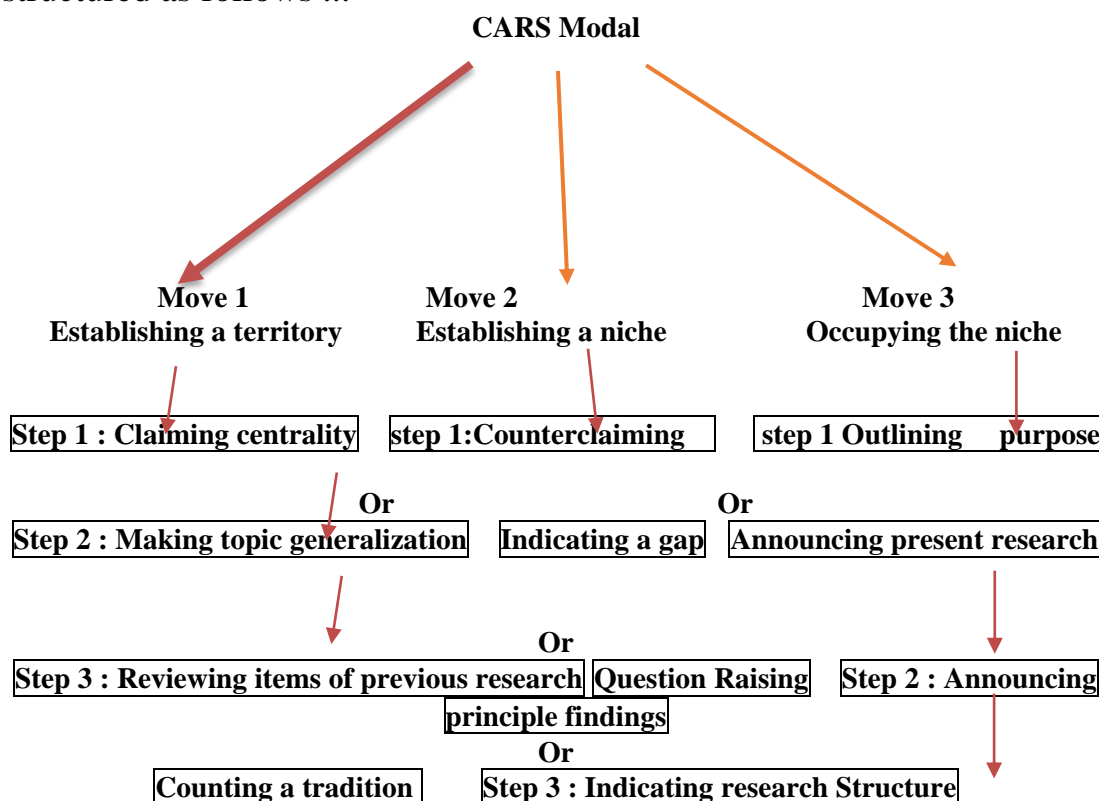 structured as follows ...
CARS Modal
Move 1 Move 2 Move 3
Establishing a territory Establishing a niche Occupying the niche
Step 1 : Claiming centrality step 1:Counterclaiming step 1 Outlining purpose
Or Or
Step 2 : Making topic generalization Indicating a gap Announcing present research
Or
Step 3 : Reviewing items of previous research Question Raising Step 2 : Announcing
principle findings
Or
Counting a tradition Step 3 : Indicating research Structure